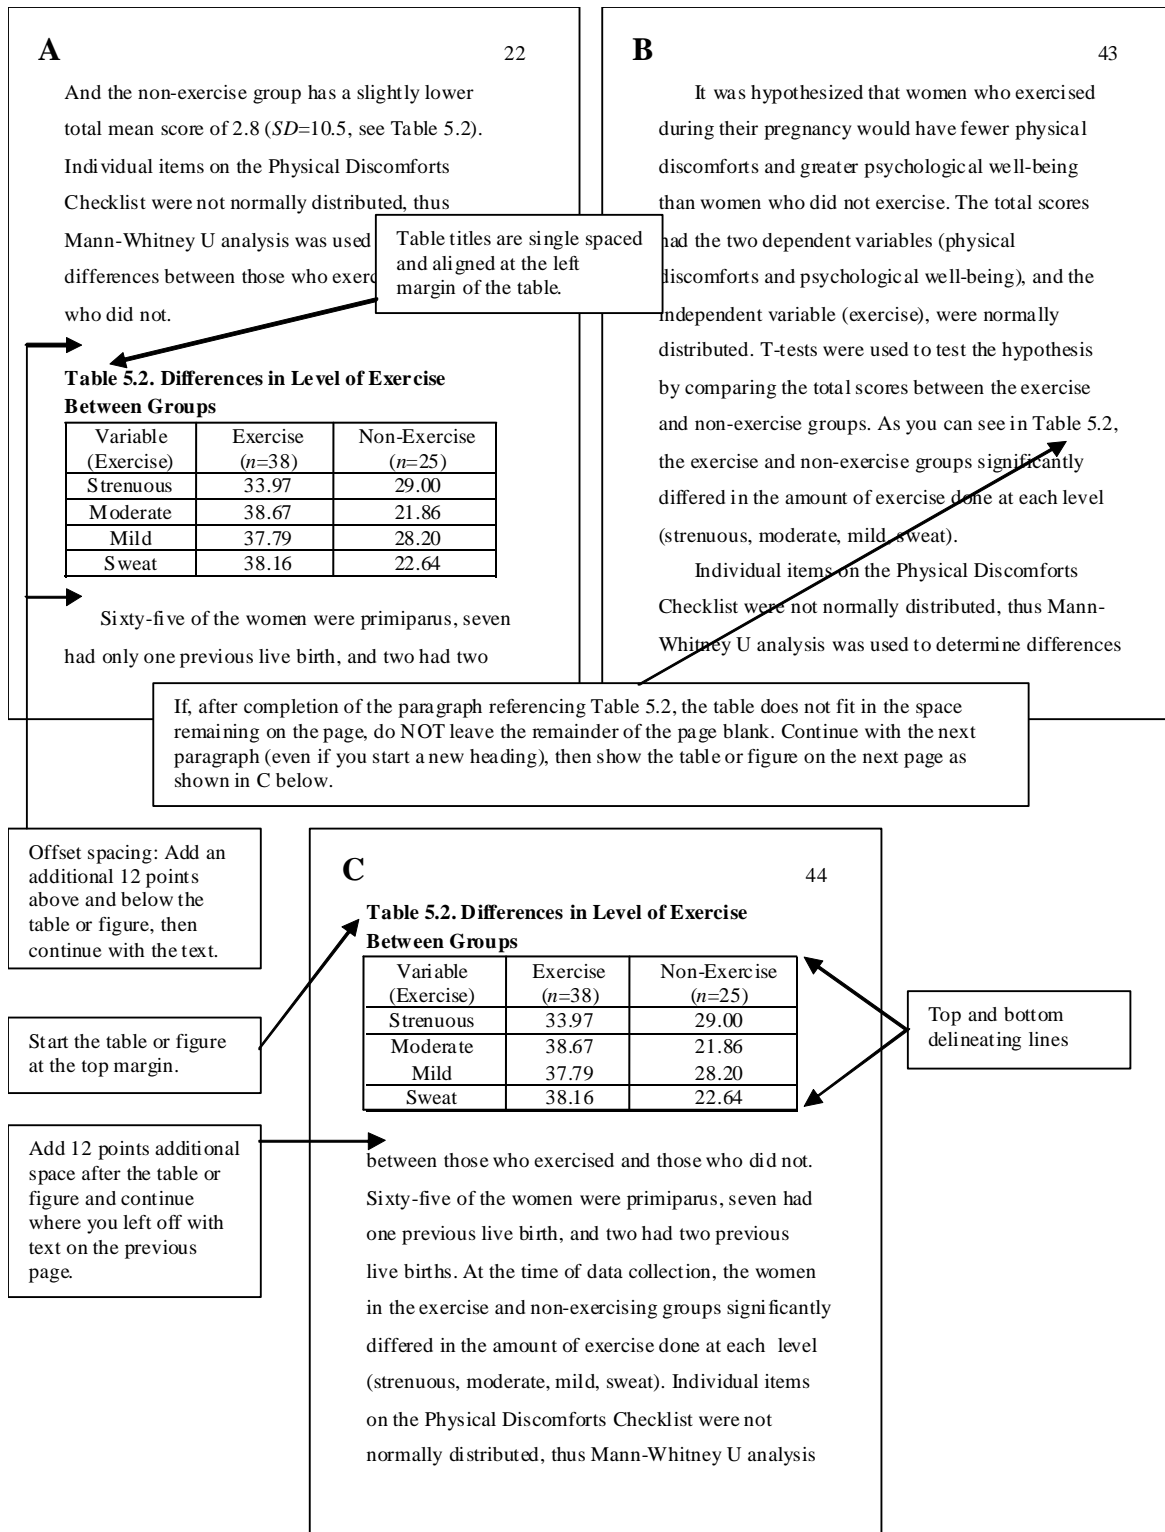 A
22
And the non-exercise group has a slightly lower
total mean score of 2.8 (SD=10.5, see Table 5.2).
Individual items on the Physical Discomforts
Checklist were not normally distributed, thus
Mann-Whitney U analysis was used
differences between those who exerc
who did not.
Table titles are single spaced
and aligned at the left
margin of the table.
Table 5.2. Differences in Level of Exercise
Between Groups
Variable (Exercise) Exercise (n=38) Non-Exercise (n=25)
Strenuous 33.97 29.00
Moderate 38.67 21.86
Mild 37.79 28.20
Sweat 38.16 22.64
Sixty-five of the women were primiparus, seven
had only one previous live birth, and two had two
B
43
It was hypothesized that women who exercised
during their pregnancy would have fewer physical
discomforts and greater psychological well-being
than women who did not exercise. The total scores
had the two dependent variables (physical
discomforts and psychological well-being), and the
independent variable (exercise), were normally
distributed. T-tests were used to test the hypothesis
by comparing the total scores between the exercise
and non-exercise groups. As you can see in Table 5.2,
the exercise and non-exercise groups significantly
differed in the amount of exercise done at each level
(strenuous, moderate, mild, sweat).
Individual items on the Physical Discomforts
Checklist were not normally distributed, thus Mann-
Whitney U analysis was used to determine differences
If, after completion of the paragraph referencing Table 5.2, the table does not fit in the space
remaining on the page, do NOT leave the remainder of the page blank. Continue with the next
paragraph (even if you start a new heading), then show the table or figure on the next page as
shown in C below.
Offset spacing: Add an
additional 12 points
above and below the
table or figure, then
continue with the text.
Start the table or figure
at the top margin.
Add 12 points additional
space after the table or
figure and continue
where you left off with
text on the previous
page.
C
44
Table 5.2. Differences in Level of Exercise
Between Groups
Variable (Exercise) Exercise (n=38) Non-Exercise (n=25)
Strenuous 33.97 29.00
Moderate 38.67 21.86
Mild 37.79 28.20
Sweat 38.16 22.64
Top and bottom
delineating lines
between those who exercised and those who did not.
Sixty-five of the women were primiparus, seven had
one previous live birth, and two had two previous
live births. At the time of data collection, the women
in the exercise and non-exercising groups significantly
differed in the amount of exercise done at each level
(strenuous, moderate, mild, sweat). Individual items
on the Physical Discomforts Checklist were not
normally distributed, thus Mann-Whitney U analysis